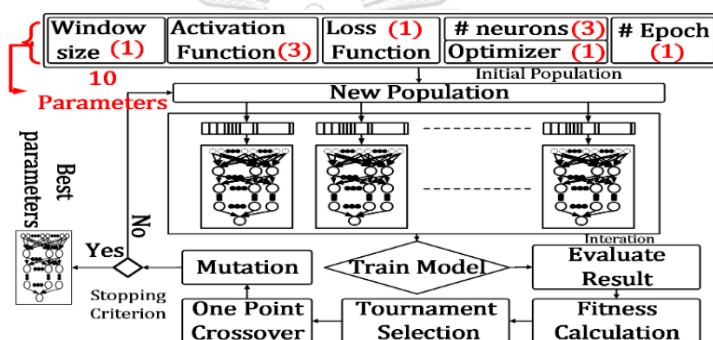 Window size (1)
Activation Function (3)
Loss (1) Function
# neurons (3)
Optimizer (1)
# Epoch (1)
10 Parameters
Initial Population
New Population
Best parameters
Yes
No
Stopping Criterion
Mutation
Train Model
Interation
Evaluate Result
One Point Crossover
Tournament Selection
Fitness Calculation